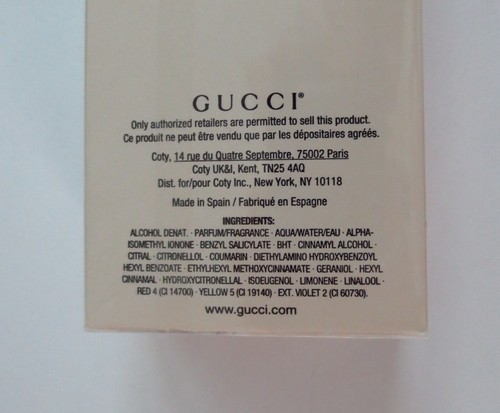 GUCCI®
Only authorized retailers are permitted to sell this product.
Ce produit ne peut être vendu que par les dépositaires agréés.
Coty, 14 rue du Quatre Septembre, 75002 Paris
Coty UK&I, Kent, TN25 4AQ
Dist. for/pour Coty Inc., New York, NY 10118
Made in Spain / Fabriqué en Espagne
INGREDIENTS:
ALCOHOL DENAT. · PARFUM/FRAGRANCE · AQUA/WATER/EAU · ALPHA-
ISOMETHYL IONONE · BENZYL SALICYLATE · BHT · CINNAMYL ALCOHOL ·
CITRAL · CITRONELLOL · COUMARIN · DIETHYLAMINO HYDROXYBENZOYL
HEXYL BENZOATE · ETHYLHEXYL METHOXYCINNAMATE · GERANIOL · HEXYL
CINNAMAL · HYDROXYCITRONELLAL · ISOEUGENOL · LIMONENE · LINALOOL ·
RED 4 (CI 14700) · YELLOW 5 (CI 19140) · EXT. VIOLET 2 (CI 60730).
www.gucci.com